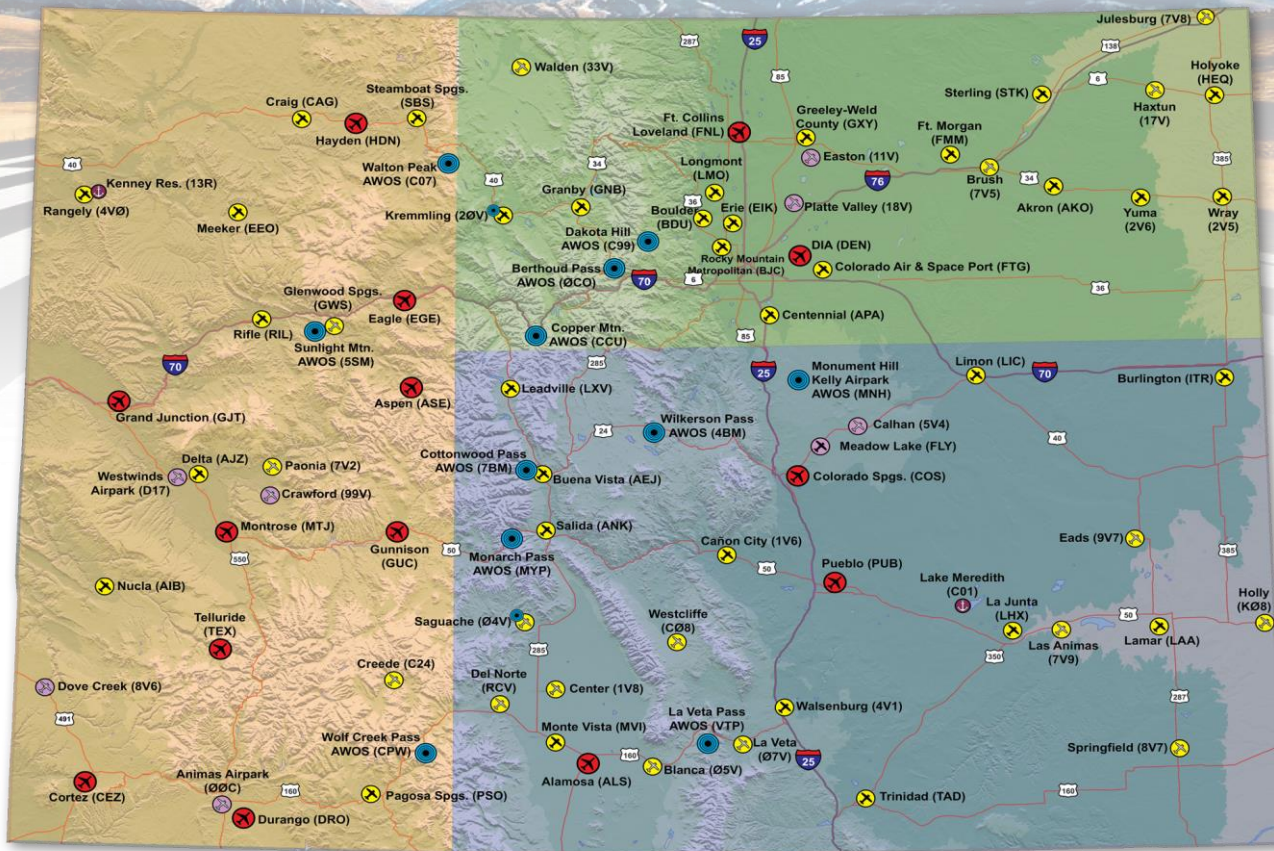 Julesburg (7V8)
287
25
138
85
6
Walden (33V)
Holyoke
(HEQ)
Steamboat Spgs.
(SBS)
Sterling (STK)
Craig (CAG)
Haxtun
(17V)
Greeley-Weld
County (GXY)
Ft. Collins
Loveland (FNL)
Ft. Morgan
(FMM)
Hayden (HDN)
Easton (11V)
40
Walton Peak
AWOS (C07)
34
Longmont
(LMO)
385
Brush
(7V5)
34
76
40
Kenney Res. (13R)
Rangely (4VØ)
Granby (GNB)
36
Akron (AKO)
Yuma
(2V6)
Wray
(2V5)
Kremmling (2ØV)
Boulder
(BDU)
Erie (EIK)
Platte Valley (18V)
Meeker (EEO)
Dakota Hill
AWOS (C99)
DIA (DEN)
Rocky Mountain
Metropolitan (BJC)
Colorado Air & Space Port (FTG)
Berthoud Pass
AWOS (ØCO)
70
6
36
Glenwood Spgs.
(GWS)
Eagle (EGE)
Rifle (RIL)
Sunlight Mtn.
AWOS (5SM)
Copper Mtn.
AWOS (CCU)
Centennial (APA)
85
70
285
25
Monument Hill
Kelly Airpark
AWOS (MNH)
Limon (LIC)
70
Burlington (ITR)
Leadville (LXV)
Aspen (ASE)
Grand Junction (GJT)
24
Wilkerson Pass
AWOS (4BM)
Calhan (5V4)
40
Meadow Lake (FLY)
Cottonwood Pass
AWOS (7BM)
Delta (AJZ)
Paonia (7V2)
Westwinds
Airpark (D17)
Buena Vista (AEJ)
Colorado Spgs. (COS)
Crawford (99V)
Montrose (MTJ)
Gunnison
(GUC)
50
Salida (ANK)
Monarch Pass
AWOS (MYP)
Cañon City (1V6)
50
Eads (9V7)
385
550
Pueblo (PUB)
Nucla (AIB)
Lake Meredith
(C01)
La Junta
(LHX)
50
Holly
(KØ8)
Telluride
(TEX)
Saguache (Ø4V)
Westcliffe
(CØ8)
Las Animas
(7V9)
Lamar (LAA)
285
350
Creede (C24)
Del Norte
(RCV)
Center (1V8)
Dove Creek (8V6)
287
491
Walsenburg (4V1)
La Veta Pass
AWOS (VTP)
Monte Vista (MVI)
Wolf Creek Pass
AWOS (CPW)
La Veta
(Ø7V)
Springfield (8V7)
160
25
Blanca (Ø5V)
Alamosa (ALS)
Cortez (CEZ)
Animas Airpark
(ØØC)
160
Pagosa Spgs. (PSO)
Trinidad (TAD)
160
Durango (DRO)